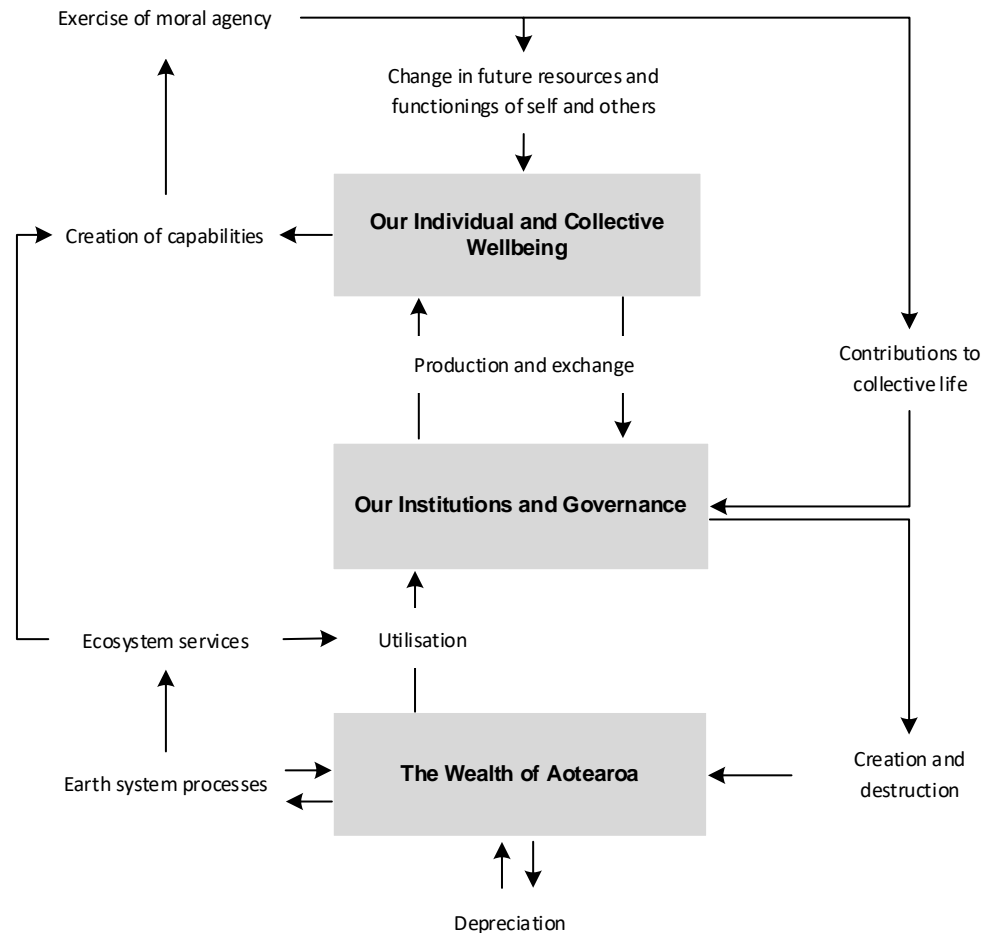 Exercise of moral agency
Change in future resources and
functionings of self and others
Our Individual and Collective
Wellbeing
Creation of capabilities
Production and exchange
Contributions to
collective life
Our Institutions and Governance
Ecosystem services
Utilisation
The Wealth of Aotearoa
Earth system processes
Creation and
destruction
Depreciation